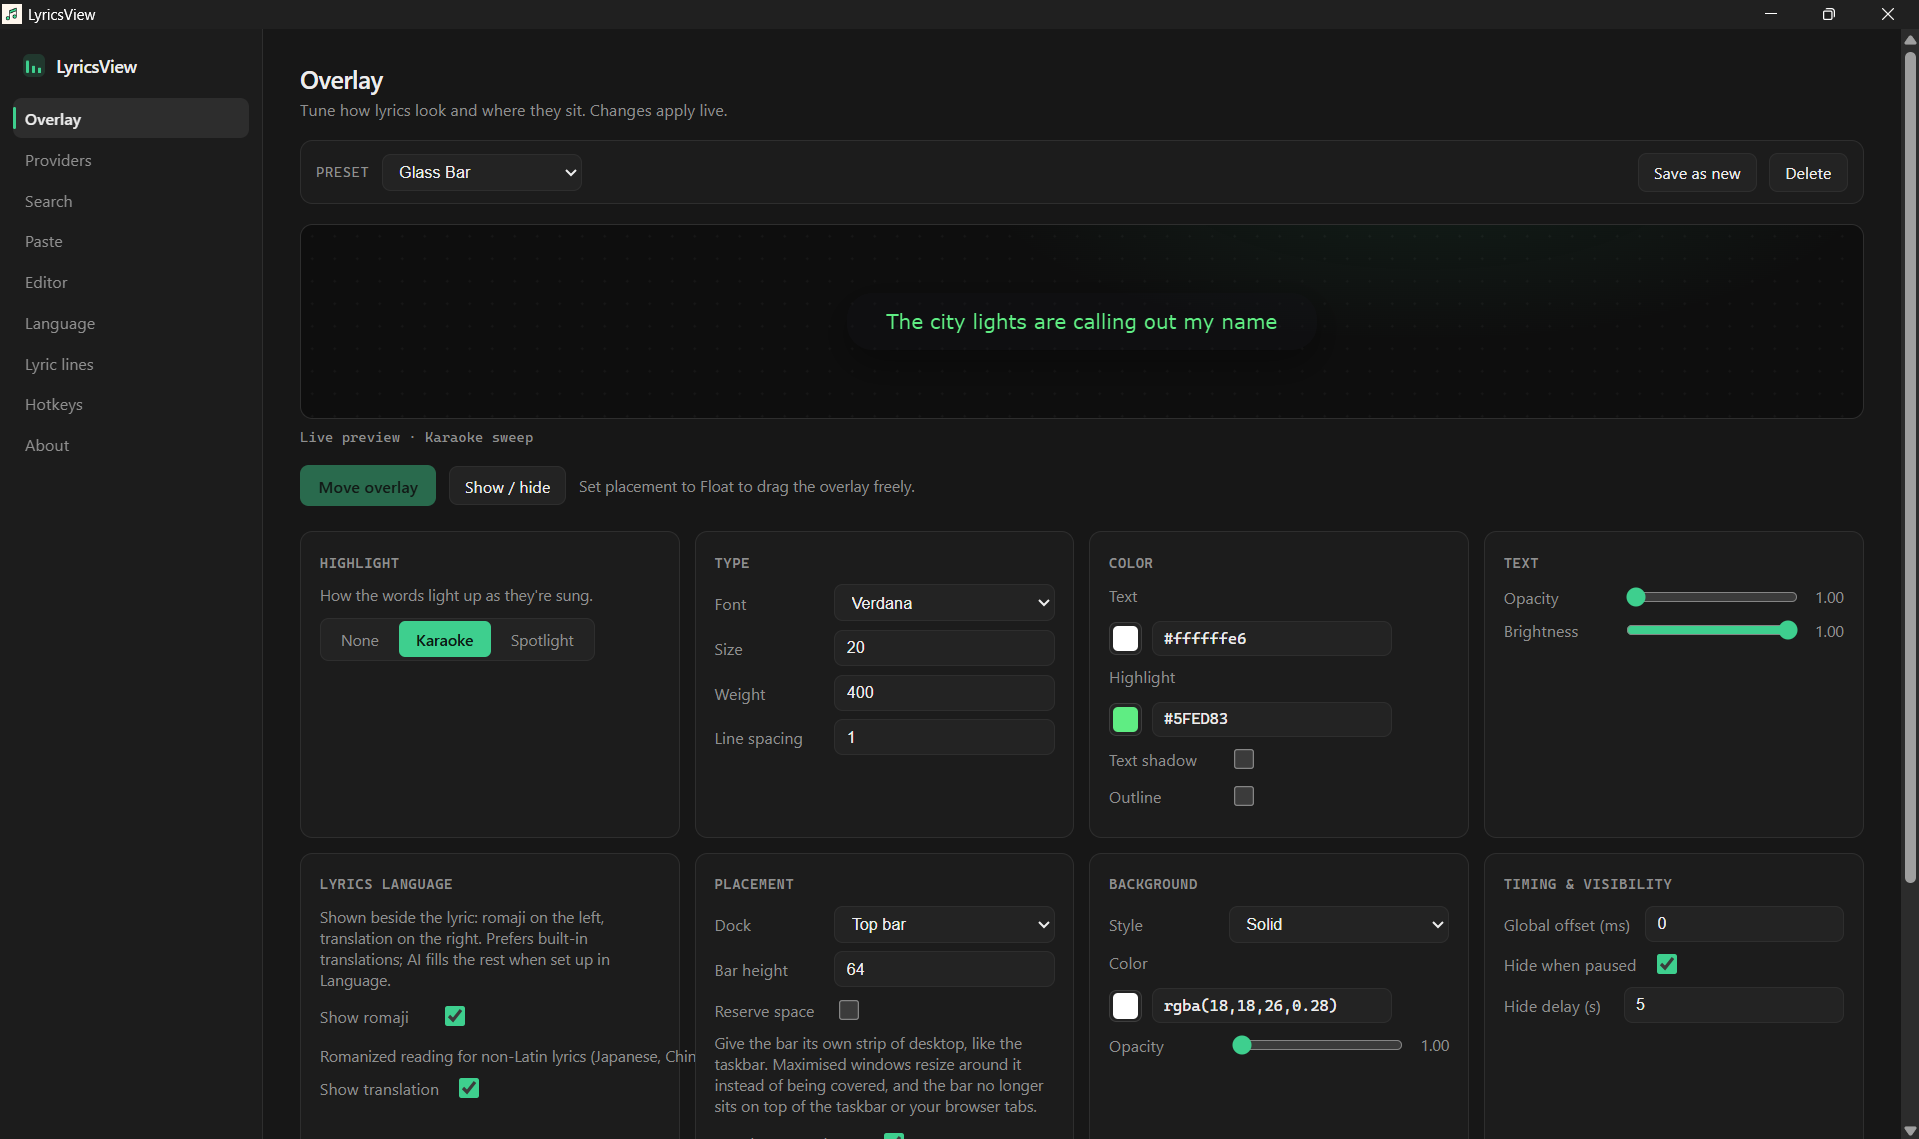 LyricsView
LyricsView
Overlay
Providers
Search
Paste
Editor
Language
Lyric lines
Hotkeys
About
Overlay
Tune how lyrics look and where they sit. Changes apply live.
PRESET
Glass Bar
Save as new
Delete
The city lights are calling out my name
Live preview · Karaoke sweep
Move overlay
Show / hide
Set placement to Float to drag the overlay freely.
HIGHLIGHT
How the words light up as they're sung.
None
Karaoke
Spotlight
TYPE
Font
Verdana
Size
20
Weight
400
Line spacing
1
COLOR
Text
#ffffffe6
Highlight
#5FED83
Text shadow
Outline
TEXT
Opacity
1.00
Brightness
1.00
LYRICS LANGUAGE
Shown beside the lyric: romaji on the left,
translation on the right. Prefers built-in
translations; AI fills the rest when set up in
Language.
Show romaji
Romanized reading for non-Latin lyrics (Japanese, Chin
Show translation
PLACEMENT
Dock
Top bar
Bar height
64
Reserve space
Give the bar its own strip of desktop, like the
taskbar. Maximised windows resize around it
instead of being covered, and the bar no longer
sits on top of the taskbar or your browser tabs.
BACKGROUND
Style
Solid
Color
rgba(18,18,26,0.28)
Opacity
1.00
TIMING & VISIBILITY
Global offset (ms)
0
Hide when paused
Hide delay (s)
5